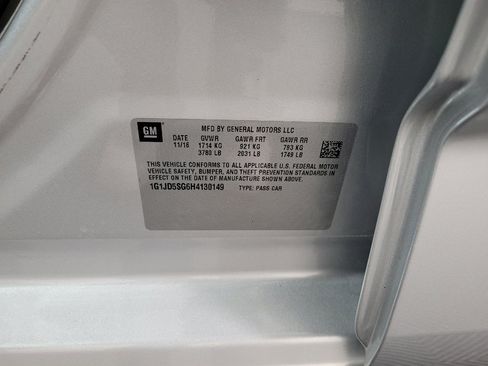 GM
MFD BY GENERAL MOTORS LLC
DATE GVWR GAWR FRT GAWR RR
11/16 1714 KG 921 KG 793 KG
3780 LB 2031 LB 1749 LB
THIS VEHICLE CONFORMS TO ALL APPLICABLE U.S. FEDERAL MOTOR
VEHICLE SAFETY, BUMPER, AND THEFT PREVENTION STANDARDS IN
EFFECT ON THE DATE OF MANUFACTURE SHOWN ABOVE.
1G1JD5SG6H4130149 TYPE: PASS CAR